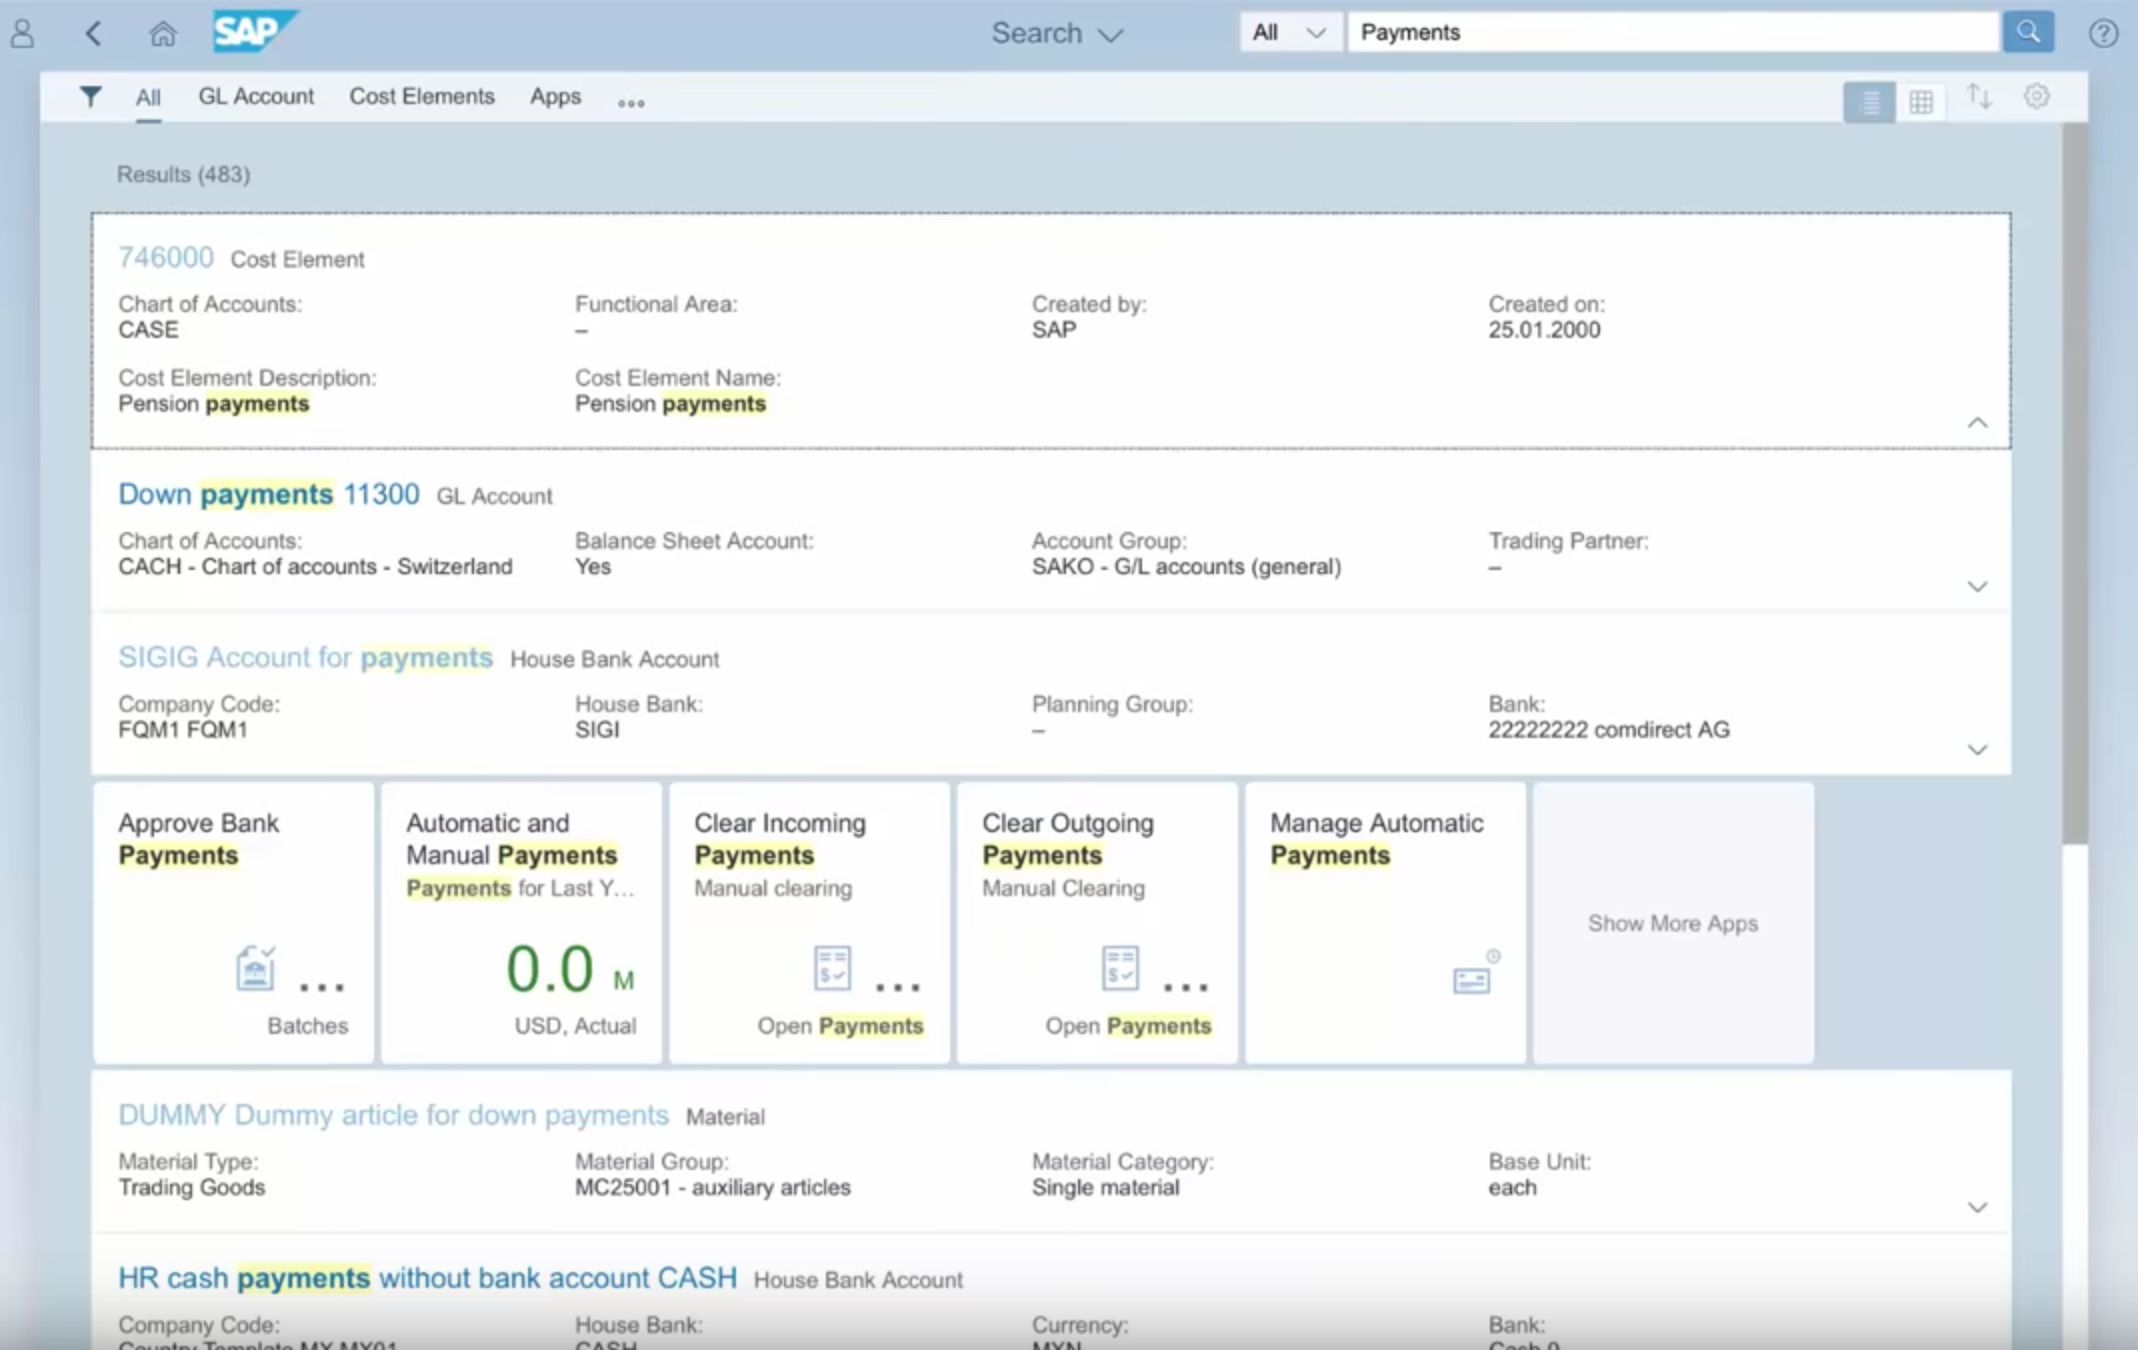 SAP
Search
All
Payments
All
GL Account
Cost Elements
Apps
Results (483)
746000 Cost Element
Chart of Accounts:
Functional Area:
Created by:
Created on:
CASE
–
SAP
25.01.2000
Cost Element Description:
Cost Element Name:
Pension payments
Pension payments
Down payments 11300 GL Account
Chart of Accounts:
Balance Sheet Account:
Account Group:
Trading Partner:
CACH - Chart of accounts - Switzerland
Yes
SAKO - G/L accounts (general)
–
SIGIG Account for payments House Bank Account
Company Code:
House Bank:
Planning Group:
Bank:
FQM1 FQM1
SIGI
–
22222222 comdirect AG
Approve Bank
Payments
...
Batches
Automatic and
Manual Payments
Payments for Last Y...
0.0 M
USD, Actual
Clear Incoming
Payments
Manual clearing
...
Open Payments
Clear Outgoing
Payments
Manual Clearing
...
Open Payments
Manage Automatic
Payments
Show More Apps
DUMMY Dummy article for down payments Material
Material Type:
Material Group:
Material Category:
Base Unit:
Trading Goods
MC25001 - auxiliary articles
Single material
each
HR cash payments without bank account CASH House Bank Account
Company Code:
House Bank:
Currency:
Bank:
Country Template MX MX01
CASH
MXN
Cash 0